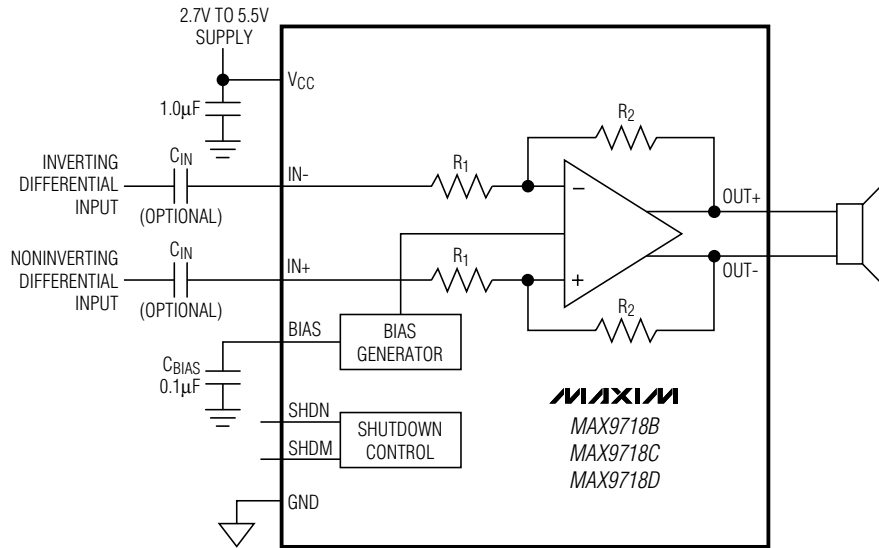 2.7V TO 5.5V
SUPPLY
VCC
1.0μF
INVERTING
DIFFERENTIAL
INPUT
CIN
(OPTIONAL)
IN-
R1
R2
OUT+
NONINVERTING
DIFFERENTIAL
INPUT
CIN
(OPTIONAL)
IN+
R1
R2
OUT-
−
+
BIAS
BIAS
GENERATOR
CBIAS
0.1μF
SHDN
SHDM
SHUTDOWN
CONTROL
GND
MAXIM
MAX9718B
MAX9718C
MAX9718D